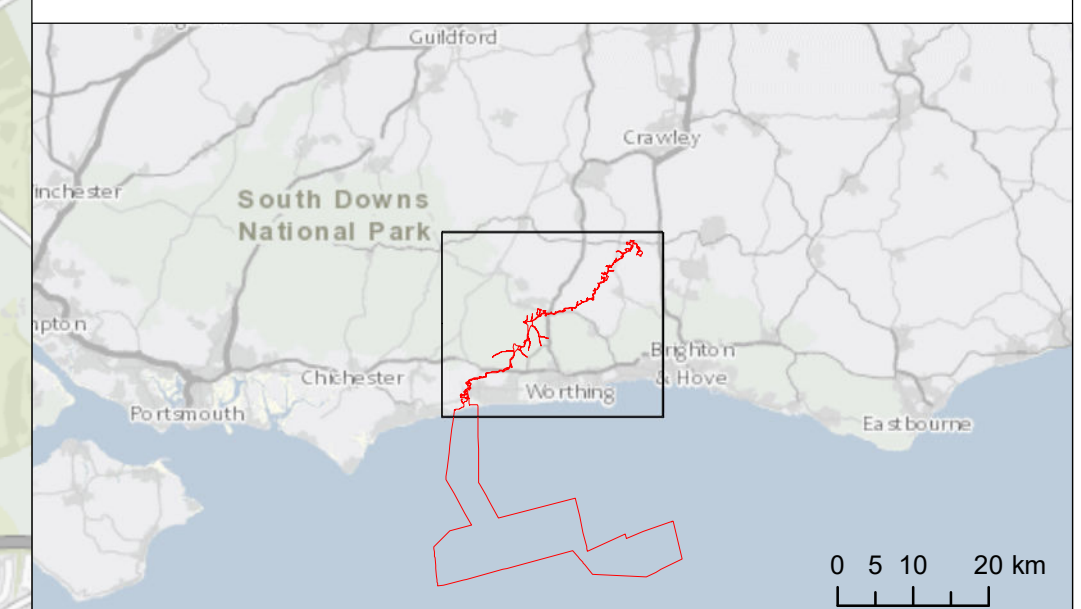 Guildford
Crawley
inchester
South Downs
National Park
mpton
Brighton
& Hove
Chichester
Worthing
Portsmouth
Eastbourne
0 5 10 20 km